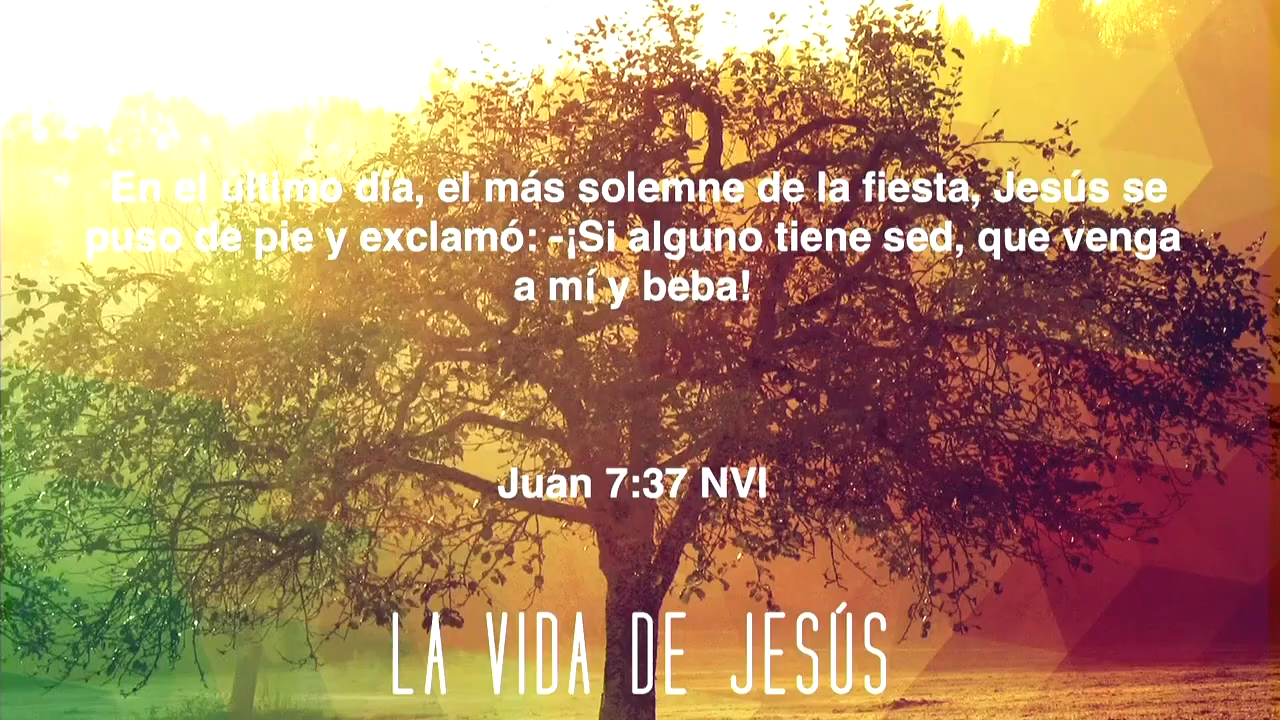 En el último día, el más solemne de la fiesta, Jesús se
puso de pie y exclamó: -¡Si alguno tiene sed, que venga
a mí y beba!
Juan 7:37 NVI
LA VIDA DE JESÚS